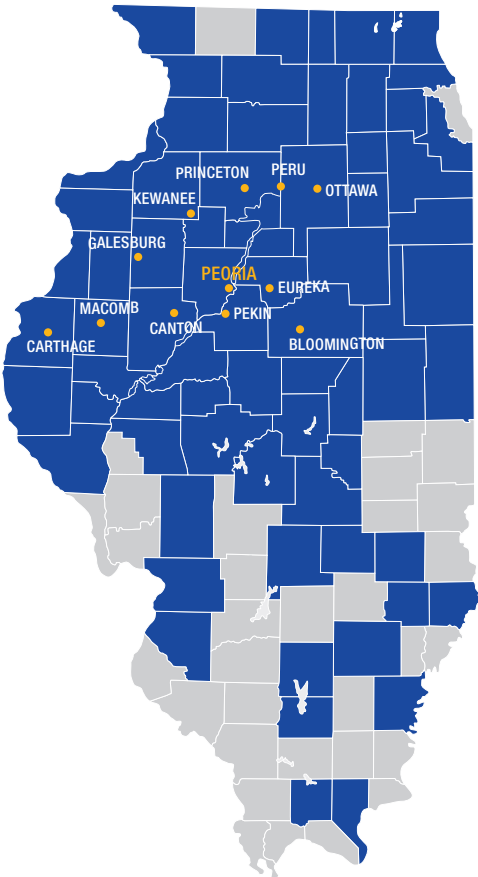 PRINCETON
PERU
OTTAWA
KEWANEE
GALESBURG
PEORIA
EUREKA
MACOMB
PEKIN
CANTON
CARTHAGE
BLOOMINGTON